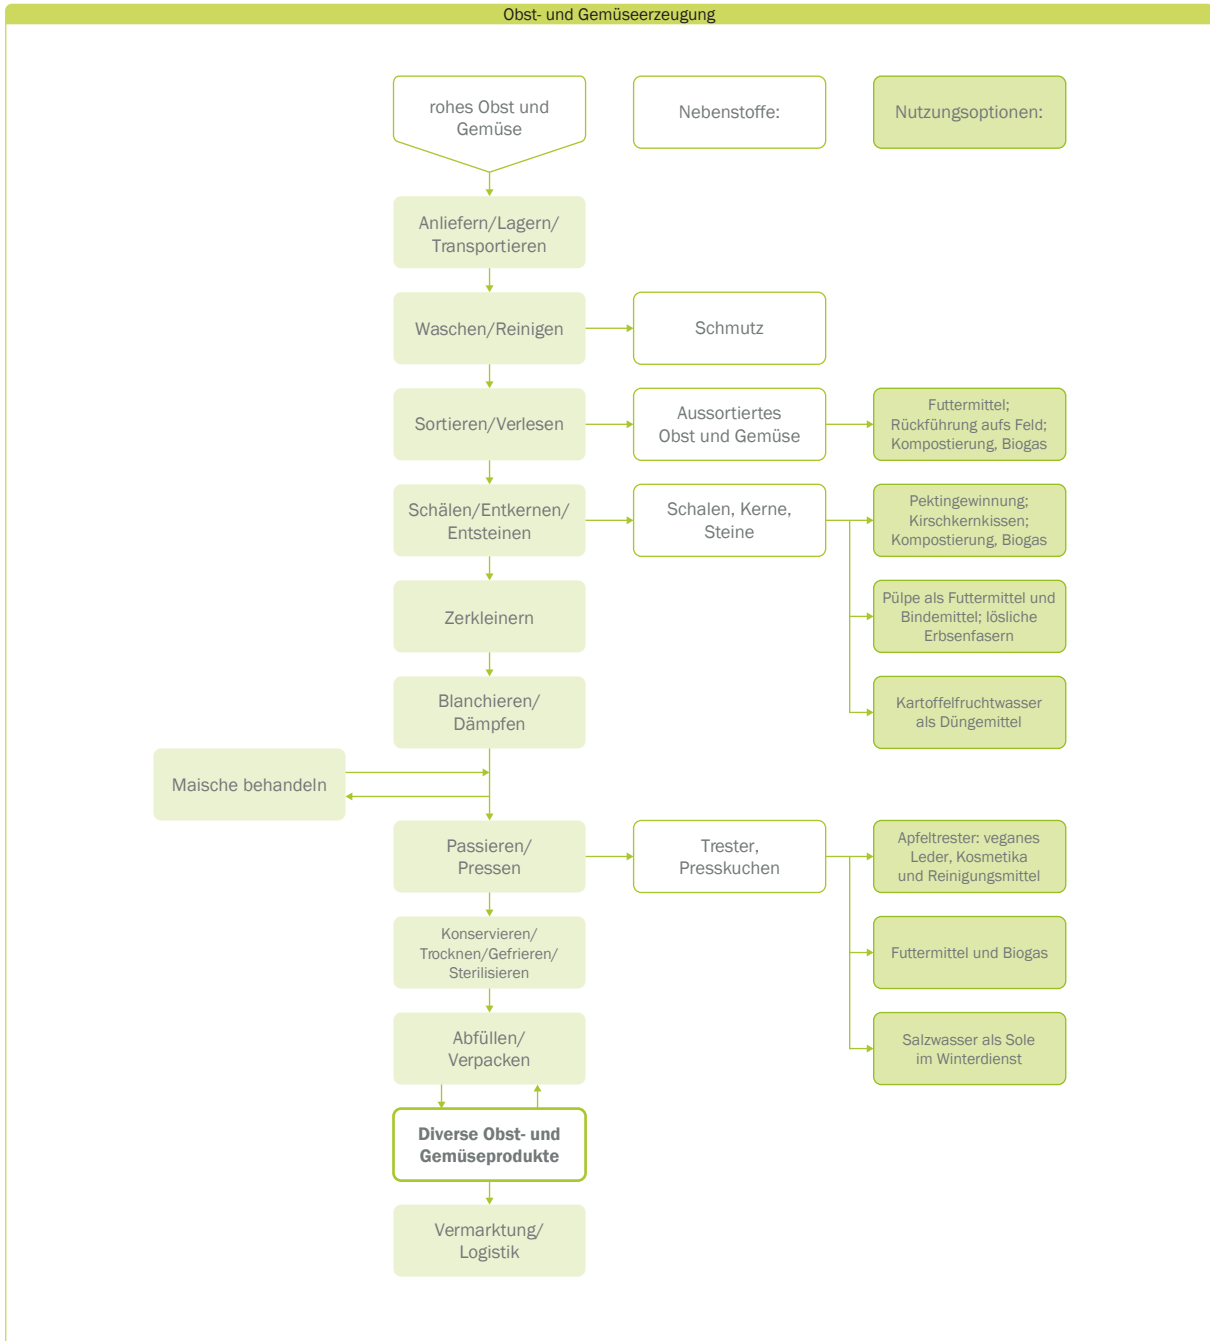 Obst- und Gemüseerzeugung
rohes Obst und
Gemüse
Nebenstoffe:
Nutzungsoptionen:
Anliefern/Lagern/
Transportieren
Waschen/Reinigen
Schmutz
Sortieren/Verlesen
Aussortiertes
Obst und Gemüse
Futtermittel;
Rückführung aufs Feld;
Kompostierung, Biogas
Schälen/Entkernen/
Entsteinen
Schalen, Kerne,
Steine
Pektingewinnung;
Kirschkernkissen;
Kompostierung, Biogas
Zerkleinern
Pülpe als Futtermittel und
Bindemittel; lösliche
Erbsenfasern
Blanchieren/
Dämpfen
Kartoffelfruchtwasser
als Düngemittel
Maische behandeln
Passieren/
Pressen
Trester,
Presskuchen
Apfeltrester: veganes
Leder, Kosmetika
und Reinigungsmittel
Konservieren/
Trocknen/Gefrieren/
Sterilisieren
Futtermittel und Biogas
Abfüllen/
Verpacken
Salzwasser als Sole
im Winterdienst
Diverse Obst- und
Gemüseprodukte
Vermarktung/
Logistik